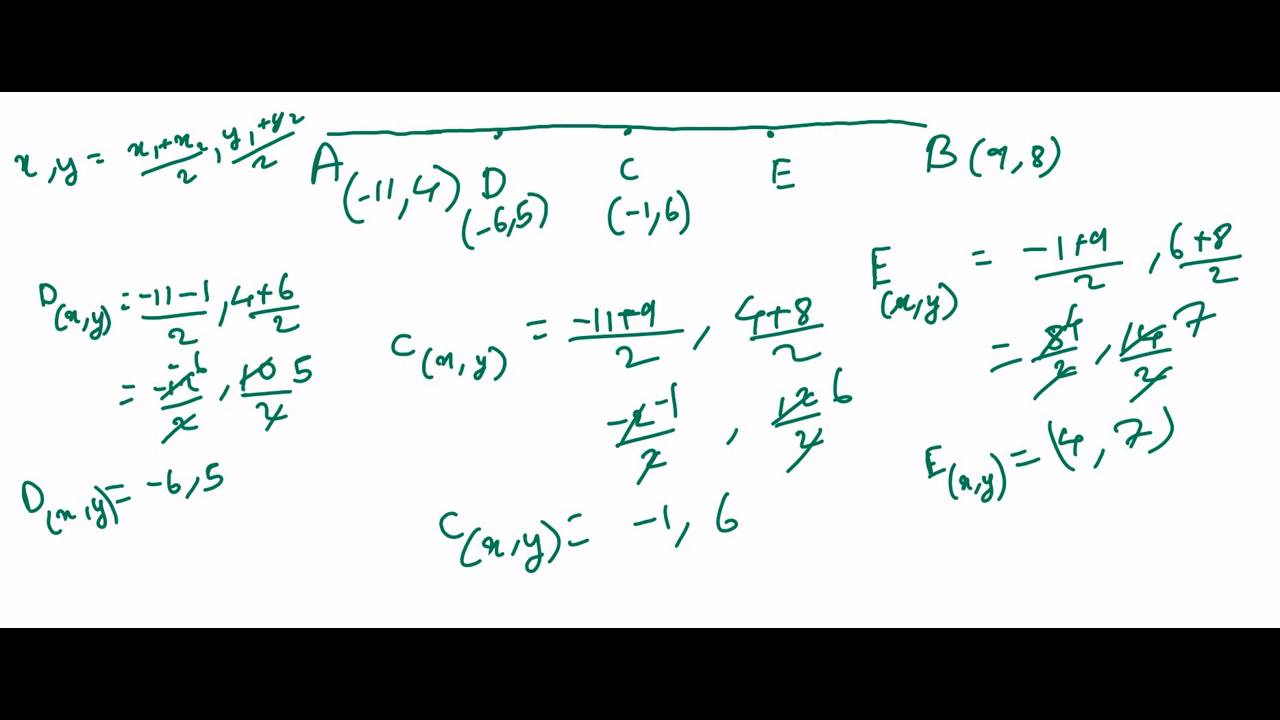 x, y = x₁+x₂/2, y₁+y₂/2
A (-11, 4) D (-6,5) C (-1,6) E B (9, 8)
D(x,y) = -11-1/2, 4+6/2
= -12/2 -6, 10/2 5
D(x,y) = -6, 5
C(x,y) = -11+9/2, 4+8/2
-2/2 -1, 12/2 6
C(x,y) = -1, 6
E(x,y) = -1+9/2, 6+8/2
= 8/2 4, 14/2 7
E(x,y) = (4, 7)